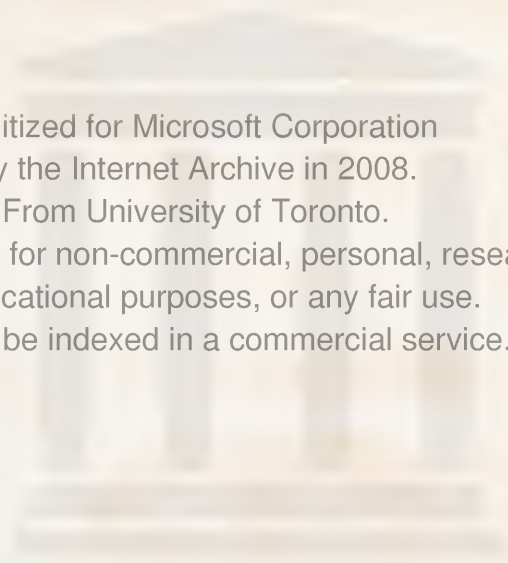 itized for Microsoft Corporation
y the Internet Archive in 2008.
From University of Toronto.
for non-commercial, personal, resea
cational purposes, or any fair use.
be indexed in a commercial service.